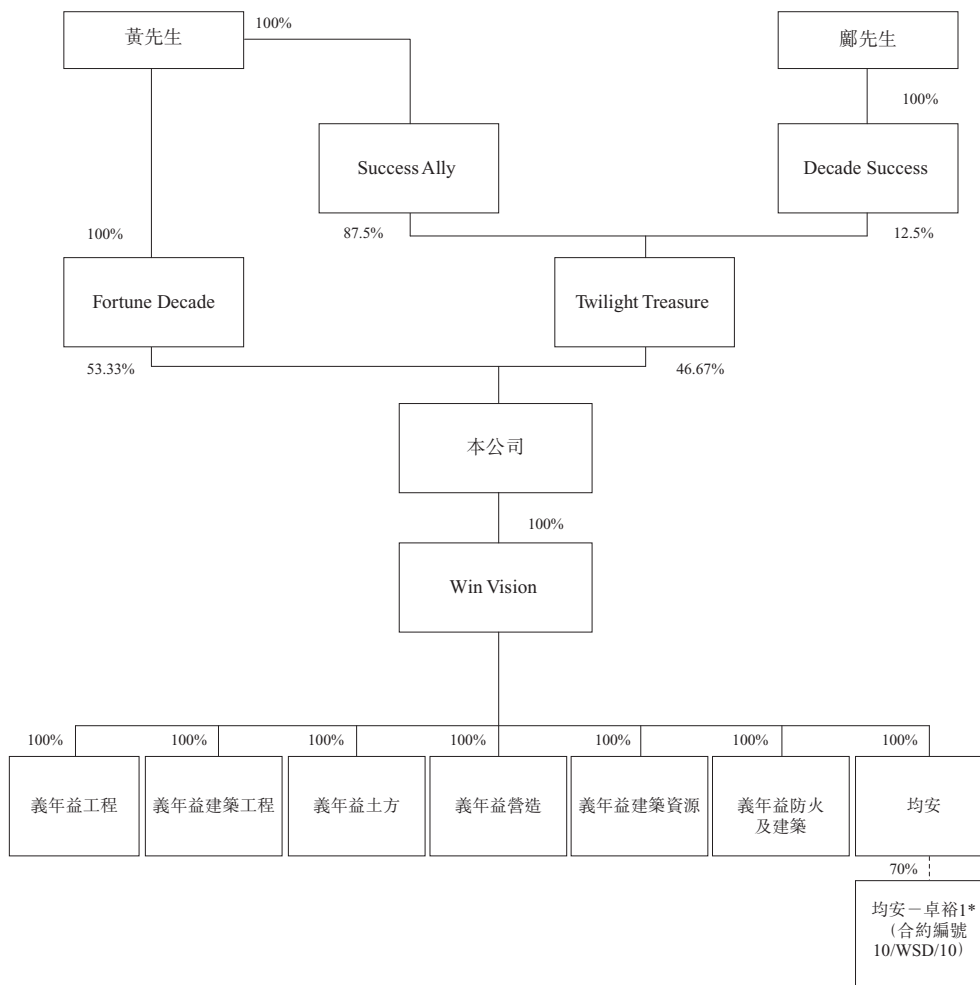 黃先生
100%
鄺先生
100%
Success Ally
Decade Success
100%
87.5%
12.5%
Fortune Decade
Twilight Treasure
53.33%
46.67%
本公司
100%
Win Vision
100%
100%
100%
100%
100%
100%
100%
義年益工程
義年益建築工程
義年益土方
義年益營造
義年益建築資源
義年益防火
及建築
均安
70%
均安－卓裕1*
（合約編號
10/WSD/10）